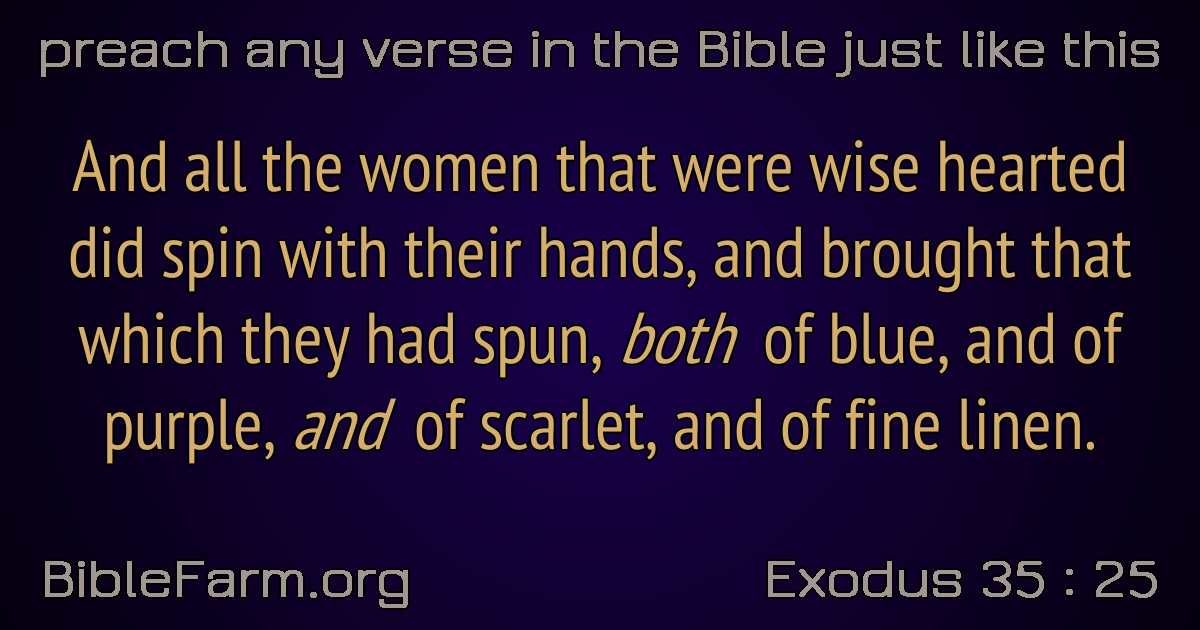 preach any verse in the Bible just like this
And all the women that were wise hearted
did spin with their hands, and brought that
which they had spun, both of blue, and of
purple, and of scarlet, and of fine linen.
BibleFarm.org
Exodus 35 : 25